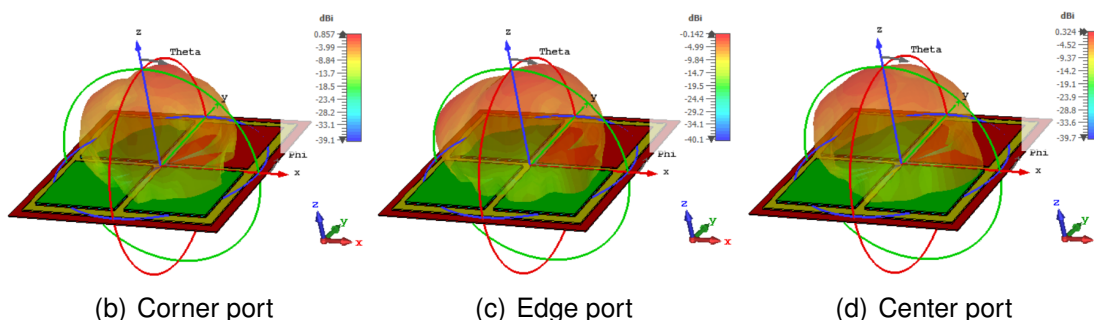 dBi
0.857
-3.99
-8.84
-13.7
-18.5
-23.4
-28.2
-33.1
-39.1
z
Theta
y
Phi
x
z
y
x
(b) Corner port
dBi
-0.142
-4.99
-9.84
-14.7
-19.5
-24.4
-29.2
-34.1
-40.1
z
Theta
y
Phi
x
z
y
x
(c) Edge port
dBi
0.324
-4.52
-9.37
-14.2
-19.1
-23.9
-28.8
-33.6
-39.7
z
Theta
y
Phi
x
z
y
x
(d) Center port